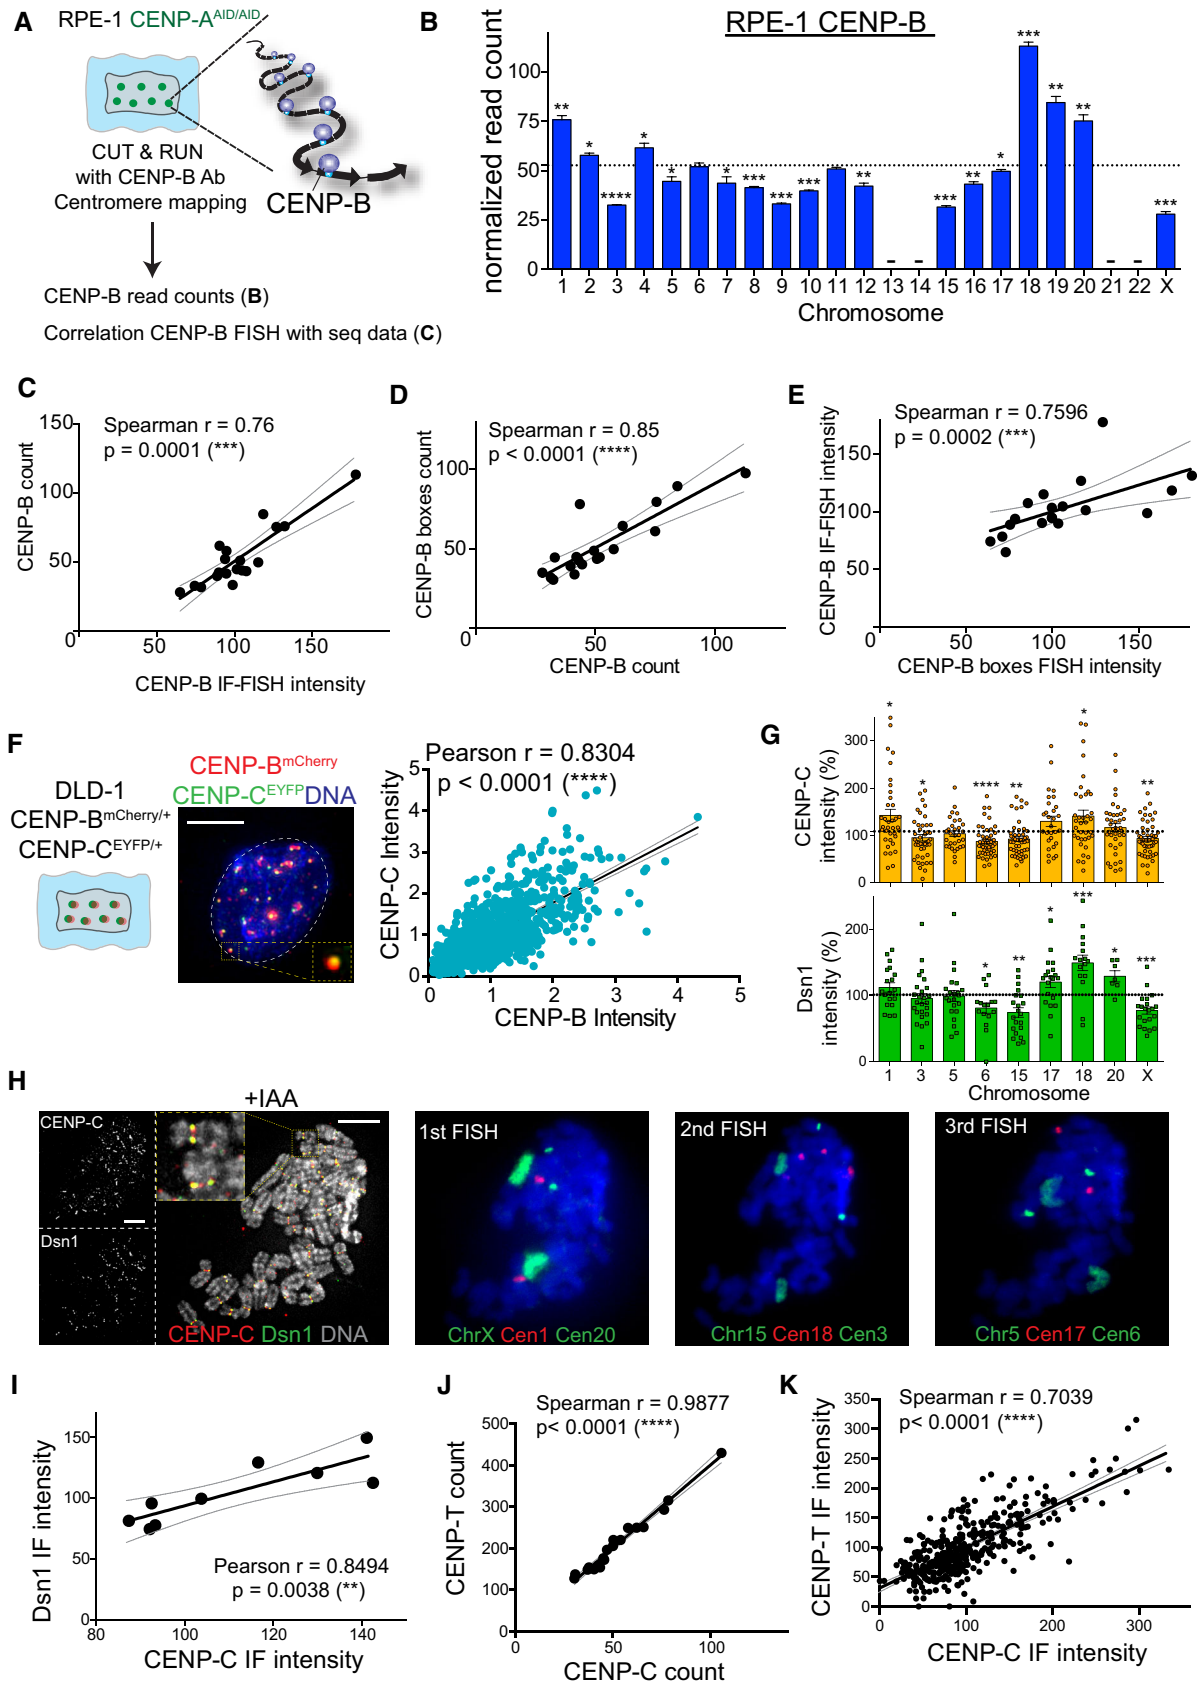 A
RPE-1 CENP-A^AID/AID
CUT & RUN
with CENP-B Ab
Centromere mapping
CENP-B
CENP-B read counts (B)
Correlation CENP-B FISH with seq data (C)
B
RPE-1 CENP-B
normalized read count
100
75
50
25
0
** * **** * * * *** *** *** ** *** ** * *** ** ** ***
- - - -
1 2 3 4 5 6 7 8 9 10 11 12 13 14 15 16 17 18 19 20 21 22 X
Chromosome
C
Spearman r = 0.76
p = 0.0001 (***)
CENP-B count
150
100
50
0
50 100 150
CENP-B IF-FISH intensity
D
Spearman r = 0.85
p < 0.0001 (****)
CENP-B boxes count
100
50
0
50 100
CENP-B count
E
Spearman r = 0.7596
p = 0.0002 (***)
CENP-B IF-FISH intensity
150
100
50
0
0 50 100 150
CENP-B boxes FISH intensity
F
DLD-1
CENP-B^mCherry/+
CENP-C^EYFP/+
CENP-B^mCherry
CENP-C^EYFP DNA
Pearson r = 0.8304
p < 0.0001 (****)
CENP-C Intensity
5
4
3
2
1
0
0 1 2 3 4 5
CENP-B Intensity
G
CENP-C
intensity (%)
300
200
100
0
* * **** ** * **
Dsn1
intensity (%)
200
100
0
* ** * *** * ***
1 3 5 6 15 17 18 20 X
Chromosome
H
+IAA
CENP-C
Dsn1
CENP-C Dsn1 DNA
1st FISH
ChrX Cen1 Cen20
2nd FISH
Chr15 Cen18 Cen3
3rd FISH
Chr5 Cen17 Cen6
I
Dsn1 IF intensity
150
100
50
0
Pearson r = 0.8494
p = 0.0038 (**)
80 100 120 140
CENP-C IF intensity
J
Spearman r = 0.9877
p< 0.0001 (****)
CENP-T count
500
400
300
200
100
0
0 50 100
CENP-C count
K
Spearman r = 0.7039
p< 0.0001 (****)
CENP-T IF intensity
350
300
250
200
150
100
50
0
0 100 200 300
CENP-C IF intensity